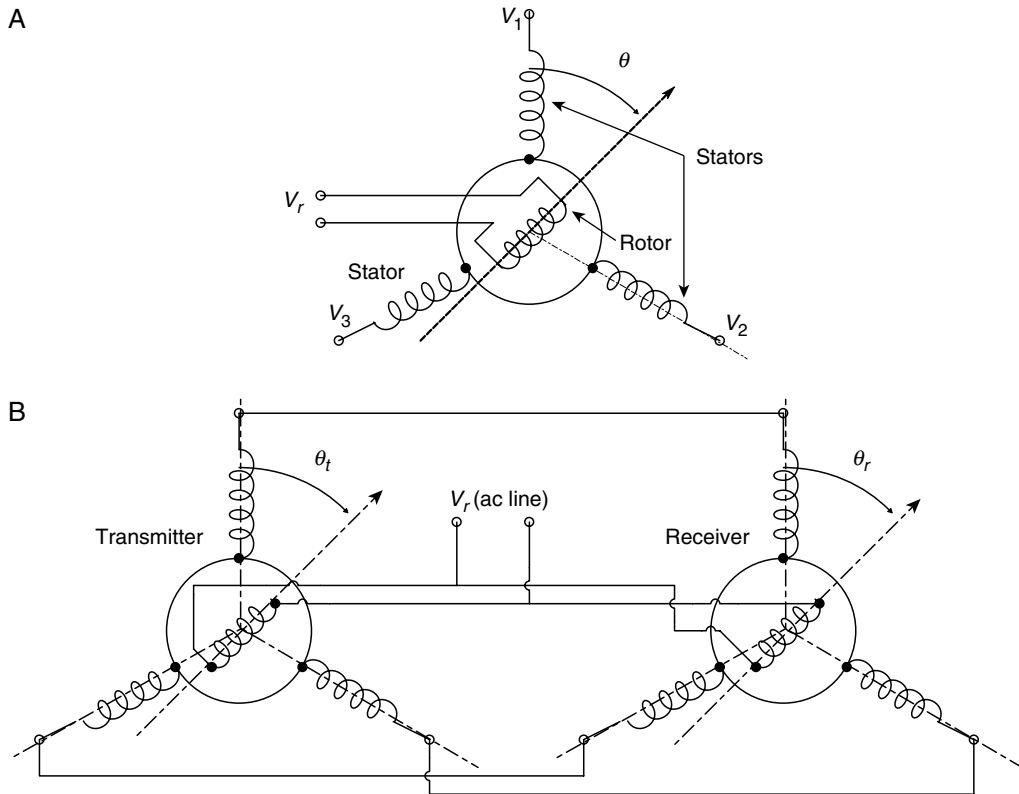 A
V1
θ
Stators
Vr
Rotor
Stator
V3
V2
B
θt
θr
Vr (ac line)
Transmitter
Receiver